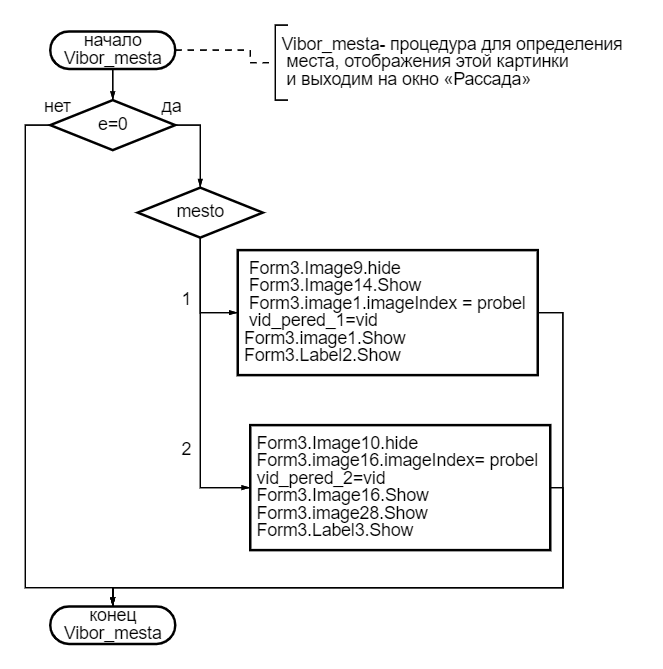 начало
Vibor_mesta
Vibor_mesta- процедура для определения
места, отображения этой картинки
и выходим на окно «Рассада»
нет
да
e=0
mesto
1
Form3.Image9.hide
Form3.Image14.Show
Form3.image1.imageIndex = probel
vid_pered_1=vid
Form3.image1.Show
Form3.Label2.Show
2
Form3.Image10.hide
Form3.image16.imageIndex= probel
vid_pered_2=vid
Form3.Image16.Show
Form3.image28.Show
Form3.Label3.Show
конец
Vibor_mesta